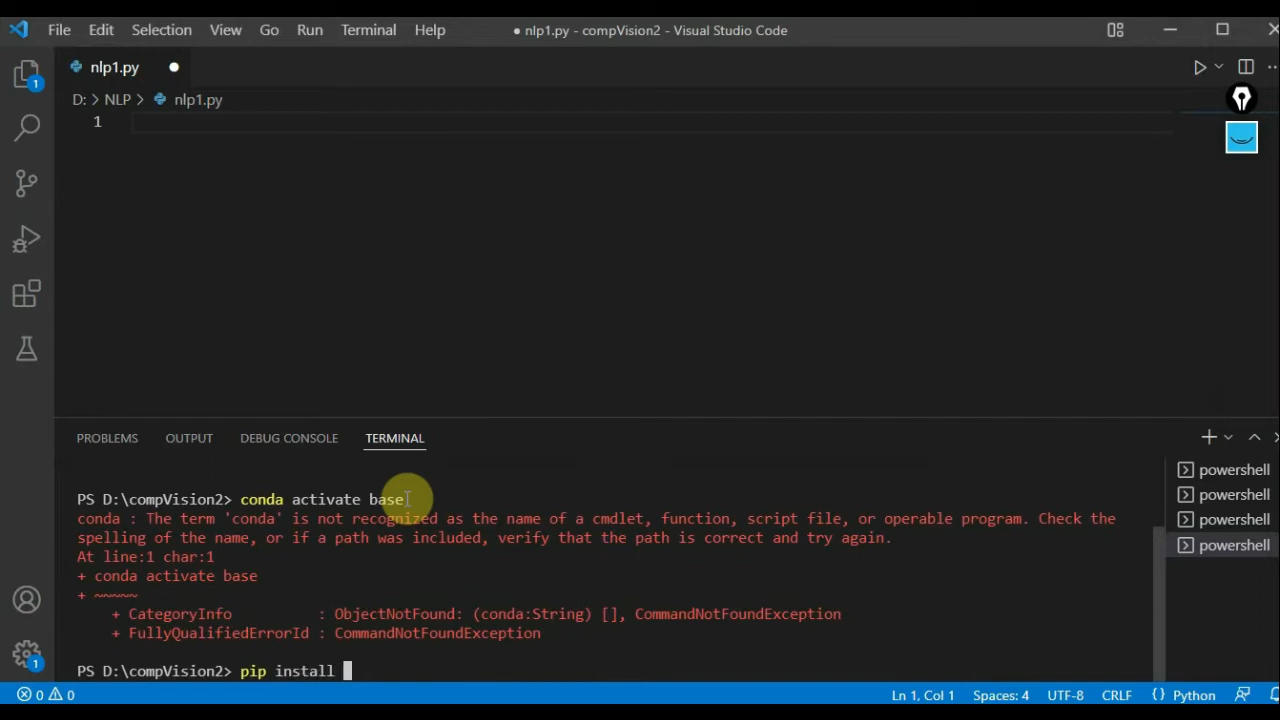 File Edit Selection View Go Run Terminal Help ● nlp1.py - compVision2 - Visual Studio Code
nlp1.py
D: > NLP > nlp1.py
1
1
PROBLEMS OUTPUT DEBUG CONSOLE TERMINAL
PS D:\compVision2> conda activate base
conda : The term 'conda' is not recognized as the name of a cmdlet, function, script file, or operable program. Check the
spelling of the name, or if a path was included, verify that the path is correct and try again.
At line:1 char:1
+ conda activate base
+ ~~~~~
+ CategoryInfo : ObjectNotFound: (conda:String) [], CommandNotFoundException
+ FullyQualifiedErrorId : CommandNotFoundException
PS D:\compVision2> pip install
powershell
powershell
powershell
powershell
1
0 0 Ln 1, Col 1 Spaces: 4 UTF-8 CRLF {} Python